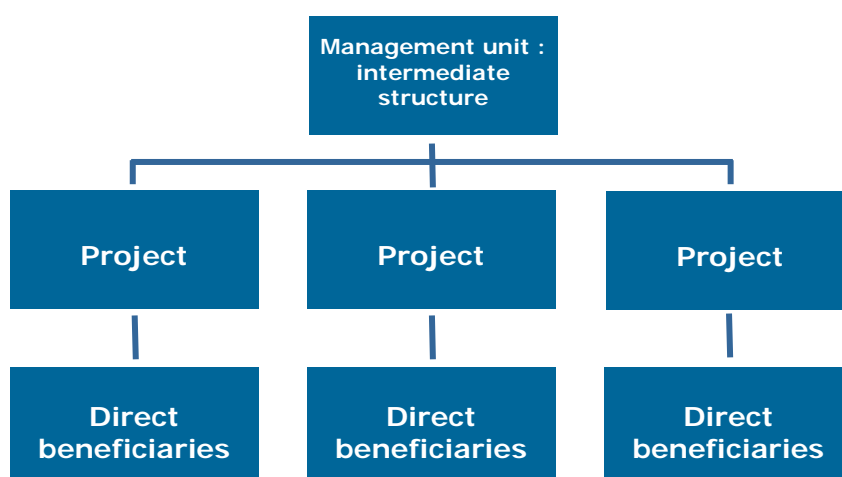 Management unit :
intermediate
structure
Project
Project
Project
Direct
beneficiaries
Direct
beneficiaries
Direct
beneficiaries